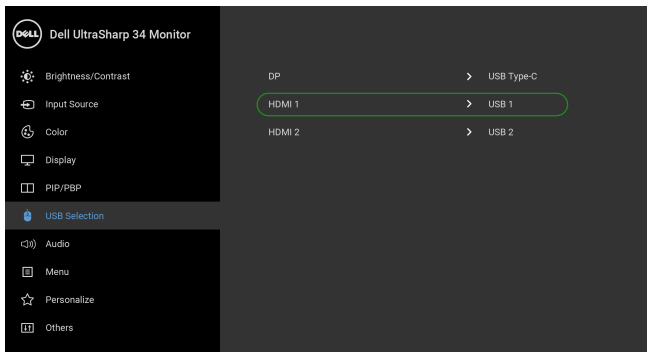 DELL Dell UltraSharp 34 Monitor
Brightness/Contrast
Input Source
Color
Display
PIP/PBP
USB Selection
Audio
Menu
Personalize
Others
DP > USB Type-C
HDMI 1 > USB 1
HDMI 2 > USB 2